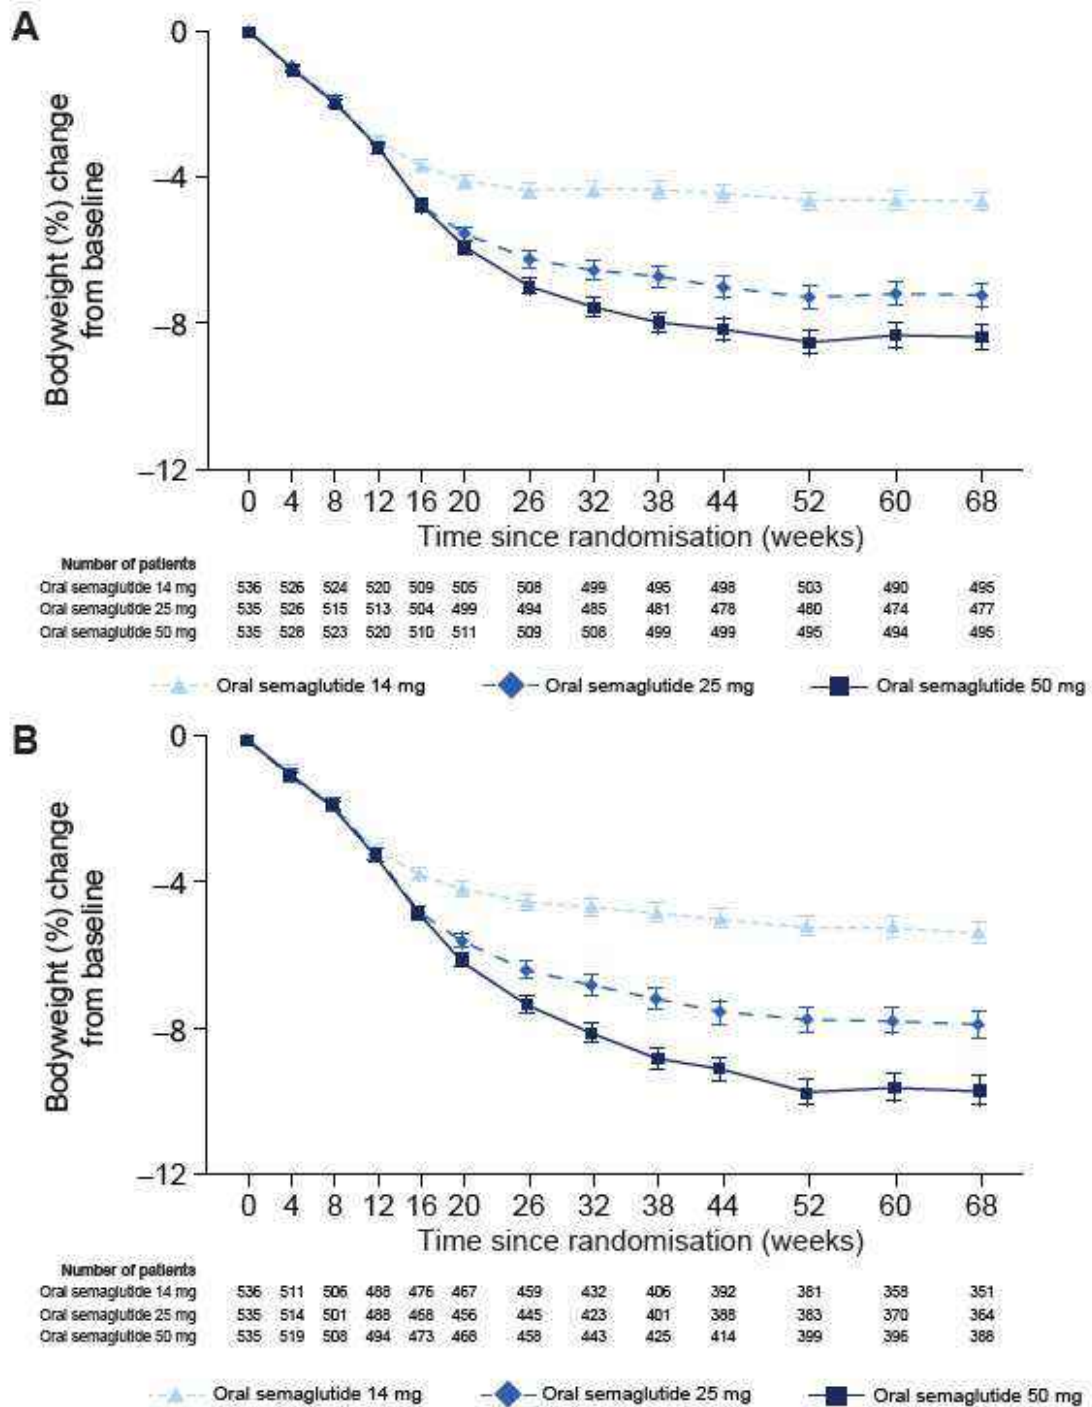 A
Bodyweight (%) change
from baseline
0
–4
–8
–12
0 4 8 12 16 20 26 32 38 44 52 60 68
Time since randomisation (weeks)
Number of patients
Oral semaglutide 14 mg 536 526 524 520 509 505 508 499 495 498 503 490 495
Oral semaglutide 25 mg 535 526 515 513 504 499 494 485 481 478 480 474 477
Oral semaglutide 50 mg 535 528 523 520 510 511 509 508 499 499 495 494 495
Oral semaglutide 14 mg Oral semaglutide 25 mg Oral semaglutide 50 mg
B
Bodyweight (%) change
from baseline
0
–4
–8
–12
0 4 8 12 16 20 26 32 38 44 52 60 68
Time since randomisation (weeks)
Number of patients
Oral semaglutide 14 mg 536 511 506 488 476 467 459 432 406 392 381 358 351
Oral semaglutide 25 mg 535 514 501 488 468 456 445 423 401 388 383 370 364
Oral semaglutide 50 mg 535 519 508 494 473 468 458 443 425 414 399 396 388
Oral semaglutide 14 mg Oral semaglutide 25 mg Oral semaglutide 50 mg